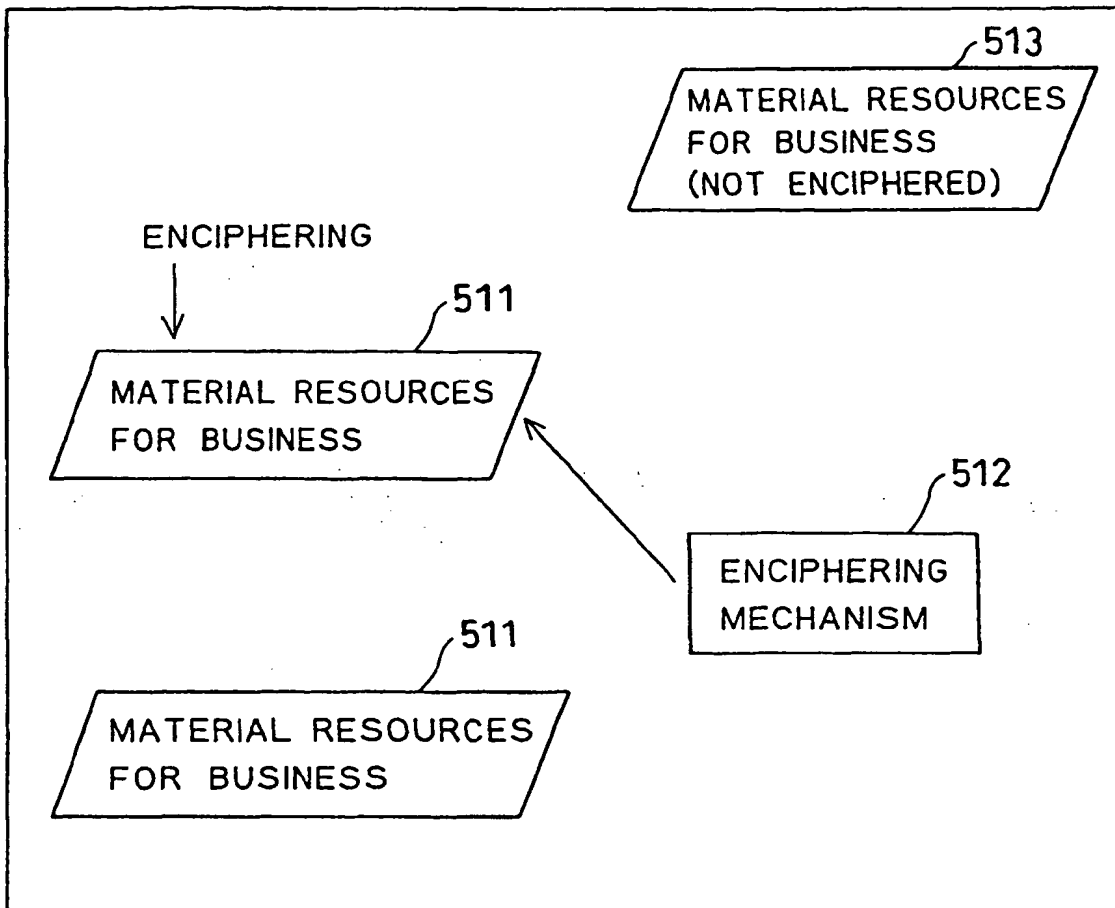 513
MATERIAL RESOURCES
FOR BUSINESS
(NOT ENCIPHERED)
ENCIPHERING
511
MATERIAL RESOURCES
FOR BUSINESS
512
ENCIPHERING
MECHANISM
511
MATERIAL RESOURCES
FOR BUSINESS